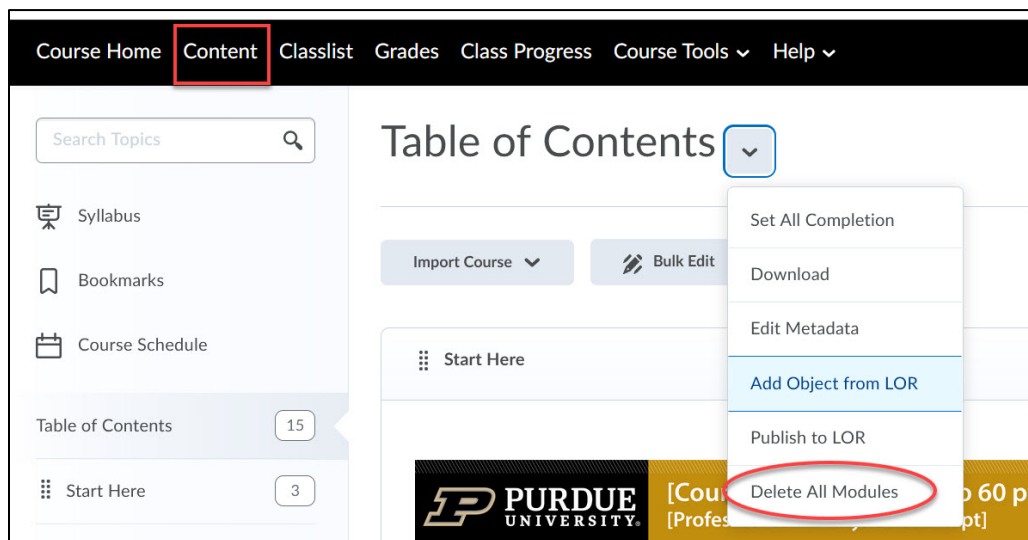 Course Home Content Classlist Grades Class Progress Course Tools Help
Search Topics
Syllabus
Bookmarks
Course Schedule
Table of Contents 15
Start Here 3
Table of Contents
Import Course Bulk Edit
Set All Completion
Download
Edit Metadata
Add Object from LOR
Publish to LOR
Delete All Modules
Start Here
PURDUE
UNIVERSITY.
60 p